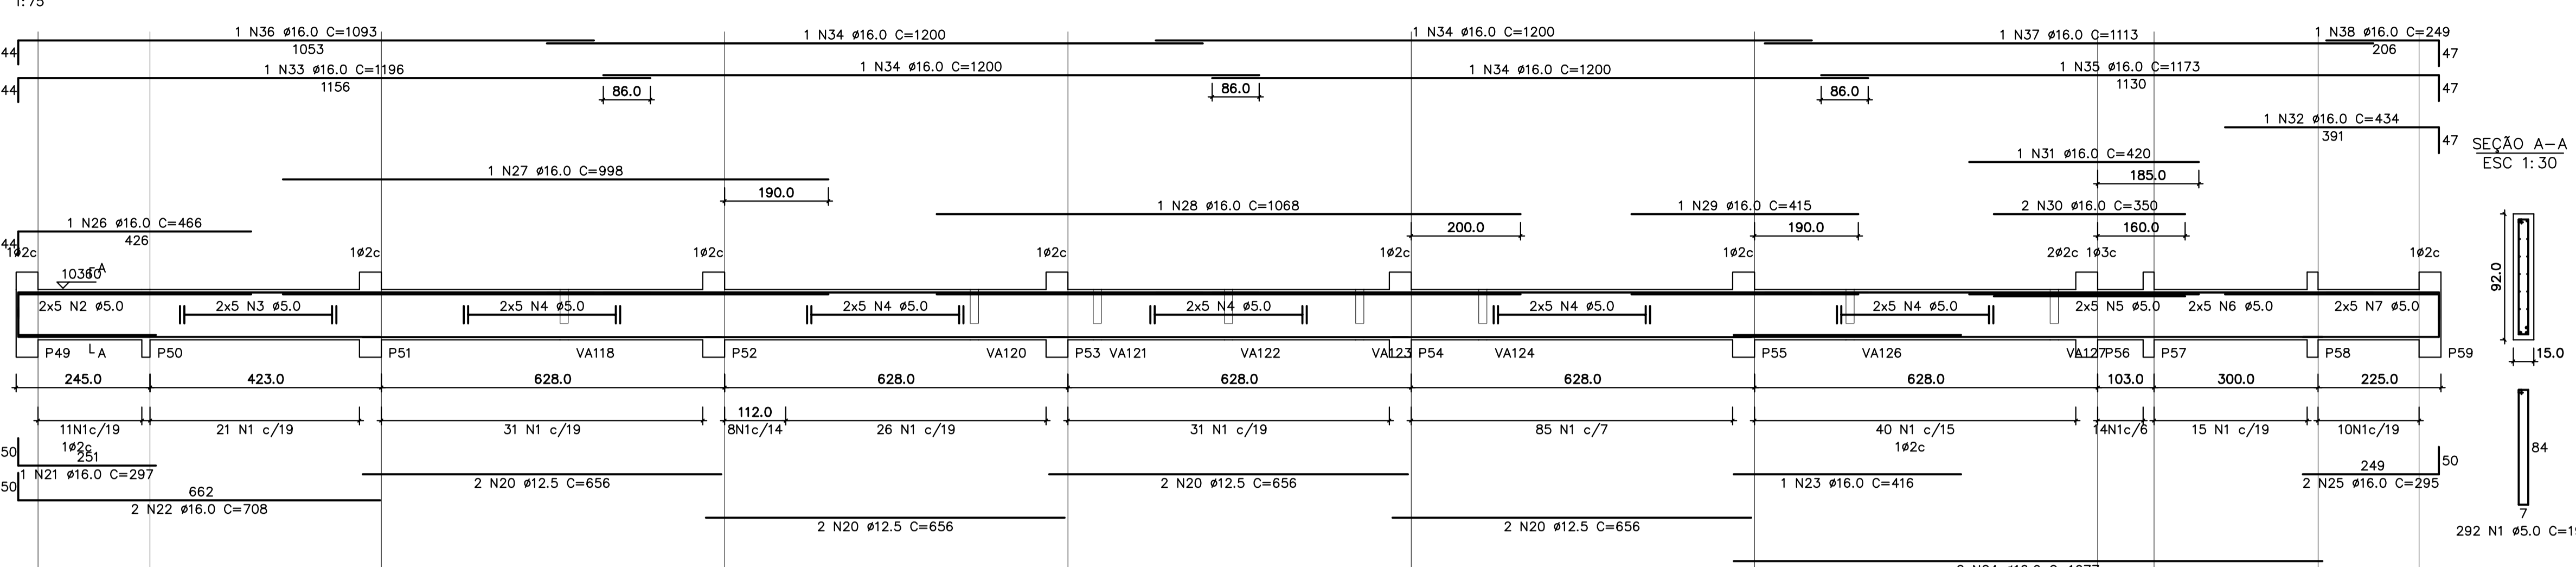 1:75
1 N36 ø16.0 C=1093
1 N34 ø16.0 C=1200
1 N34 ø16.0 C=1200
1 N37 ø16.0 C=1113
1 N38 ø16.0 C=249
44
1053
206
47
1 N33 ø16.0 C=1196
1 N34 ø16.0 C=1200
1 N34 ø16.0 C=1200
1 N35 ø16.0 C=1173
44
1156
86.0
86.0
86.0
1130
47
1 N32 ø16.0 C=434
391
47
SEÇÃO A-A
ESC 1:30
1 N31 ø16.0 C=420
185.0
1 N27 ø16.0 C=998
190.0
1 N28 ø16.0 C=1068
200.0
1 N29 ø16.0 C=415
190.0
2 N30 ø16.0 C=350
160.0
1 N26 ø16.0 C=466
44
426
1ø2c
1ø2c
1ø2c
1ø2c
1ø2c
1ø2c
2ø2c
1ø3c
1ø2c
10360
A
2x5 N2 ø5.0
2x5 N3 ø5.0
2x5 N4 ø5.0
2x5 N4 ø5.0
2x5 N4 ø5.0
2x5 N4 ø5.0
2x5 N4 ø5.0
2x5 N5 ø5.0
2x5 N6 ø5.0
2x5 N7 ø5.0
92.0
15.0
P49
A
P50
P51
VA118
P52
VA120
P53
VA121
VA122
VA123
P54
VA124
P55
VA126
VA127
P56
P57
P58
P59
245.0
423.0
628.0
628.0
628.0
628.0
628.0
103.0
300.0
225.0
11N1c/19
21 N1 c/19
31 N1 c/19
112.0
8N1c/14
26 N1 c/19
31 N1 c/19
85 N1 c/7
40 N1 c/15
14N1c/6
15 N1 c/19
10N1c/19
1ø2c
1ø2c
50
251
1 N21 ø16.0 C=297
2 N20 ø12.5 C=656
2 N20 ø12.5 C=656
1 N23 ø16.0 C=416
249
50
2 N25 ø16.0 C=295
50
662
2 N22 ø16.0 C=708
2 N20 ø12.5 C=656
2 N20 ø12.5 C=656
84
7
292 N1 ø5.0